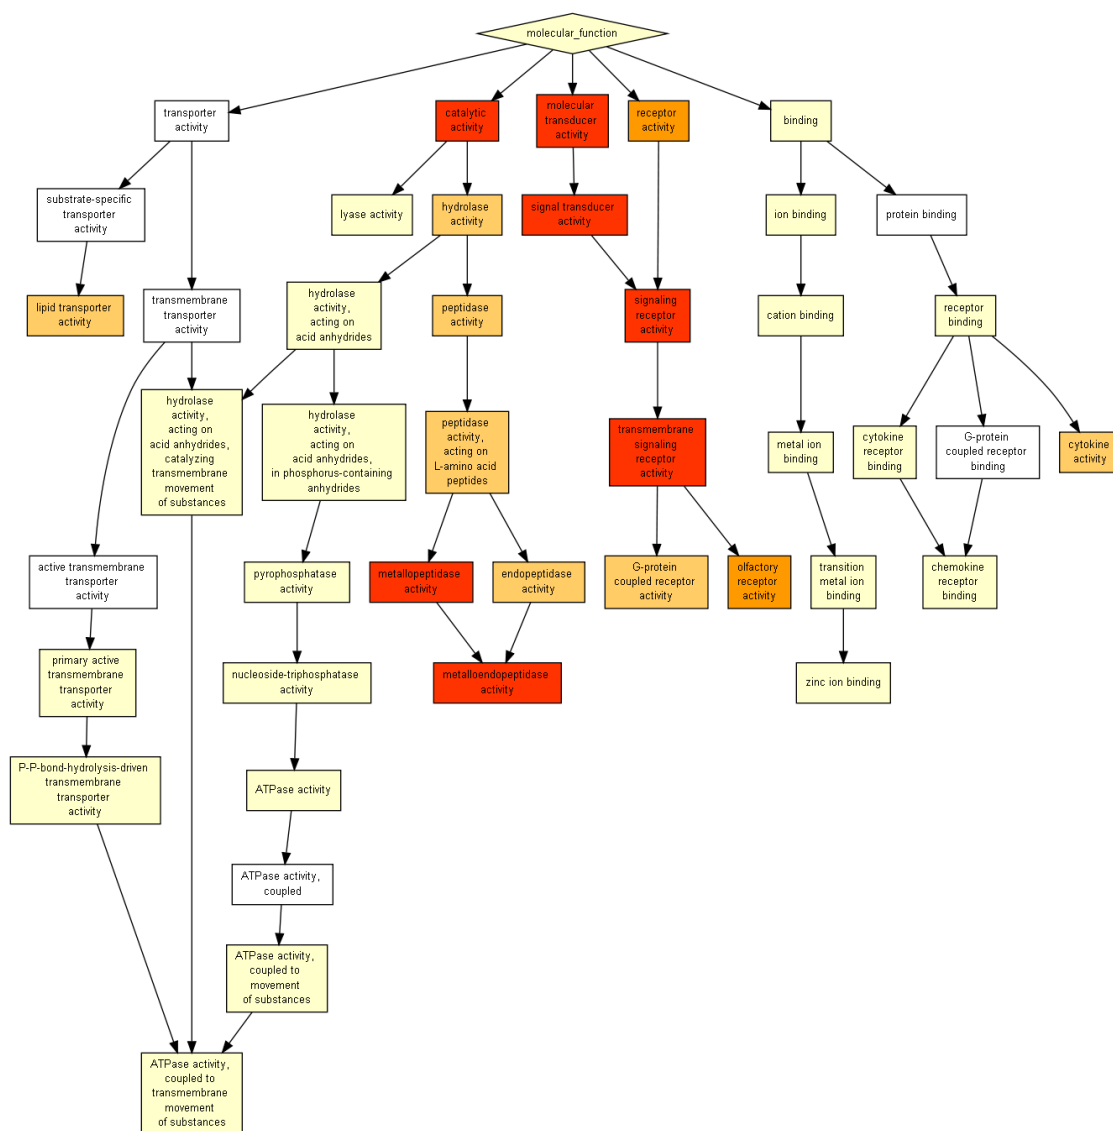 molecular_function
transporter
activity
catalytic
activity
molecular
transducer
activity
receptor
activity
binding
substrate-specific
transporter
activity
lyase activity
hydrolase
activity
signal transducer
activity
ion binding
protein binding
lipid transporter
activity
transmembrane
transporter
activity
hydrolase
activity,
acting on
acid anhydrides
peptidase
activity
signaling
receptor
activity
cation binding
receptor
binding
hydrolase
activity,
acting on
acid anhydrides,
catalyzing
transmembrane
movement
of substances
hydrolase
activity,
acting on
acid anhydrides,
in phosphorus-containing
anhydrides
peptidase
activity,
acting on
L-amino acid
peptides
transmembrane
signaling
receptor
activity
metal ion
binding
cytokine
receptor
binding
G-protein
coupled receptor
binding
cytokine
activity
active transmembrane
transporter
activity
pyrophosphatase
activity
metallopeptidase
activity
endopeptidase
activity
G-protein
coupled receptor
activity
olfactory
receptor
activity
transition
metal ion
binding
chemokine
receptor
binding
primary active
transmembrane
transporter
activity
nucleoside-triphosphatase
activity
metalloendopeptidase
activity
zinc ion binding
P-P-bond-hydrolysis-driven
transmembrane
transporter
activity
ATPase activity
ATPase activity,
coupled
ATPase activity,
coupled to
movement
of substances
ATPase activity,
coupled to
transmembrane
movement
of substances